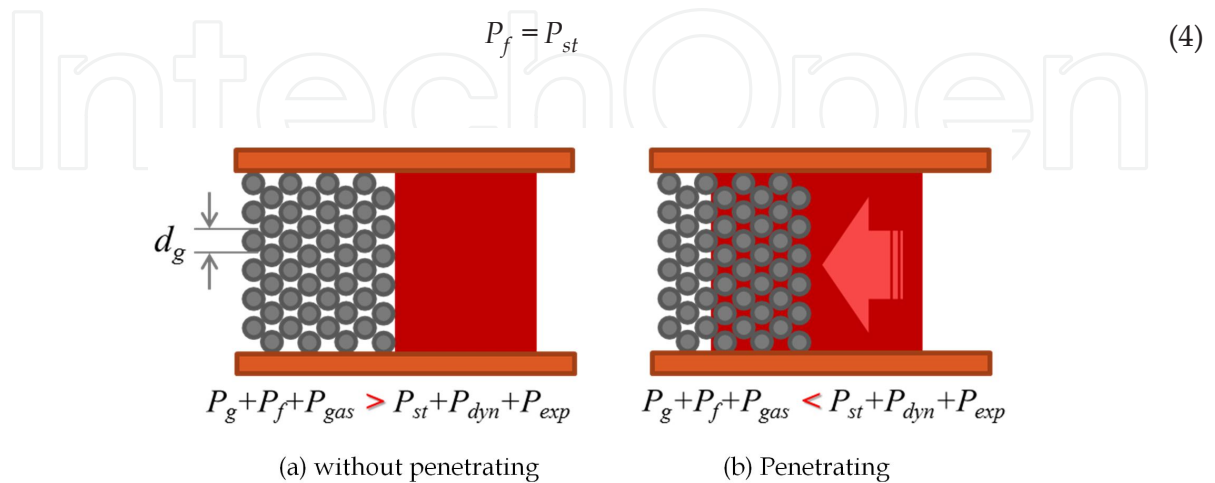 IntechOpen
P_f = P_st (4)
d_g
P_g+P_f+P_gas > P_st+P_dyn+P_exp
P_g+P_f+P_gas < P_st+P_dyn+P_exp
(a) without penetrating
(b) Penetrating